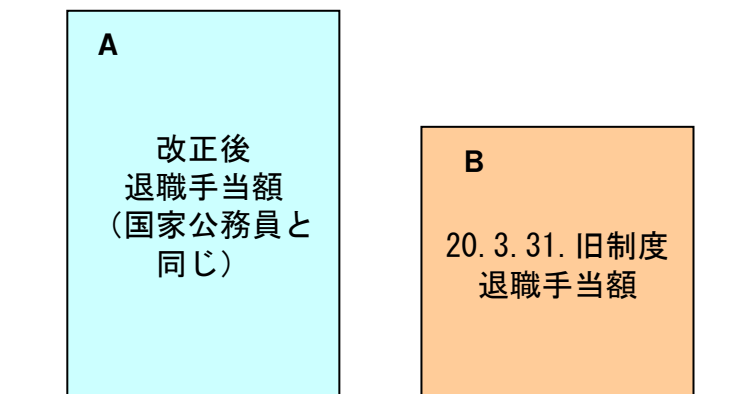 A
改正後
退職手当額
（国家公務員と
同じ）
B
20.3.31.旧制度
退職手当額